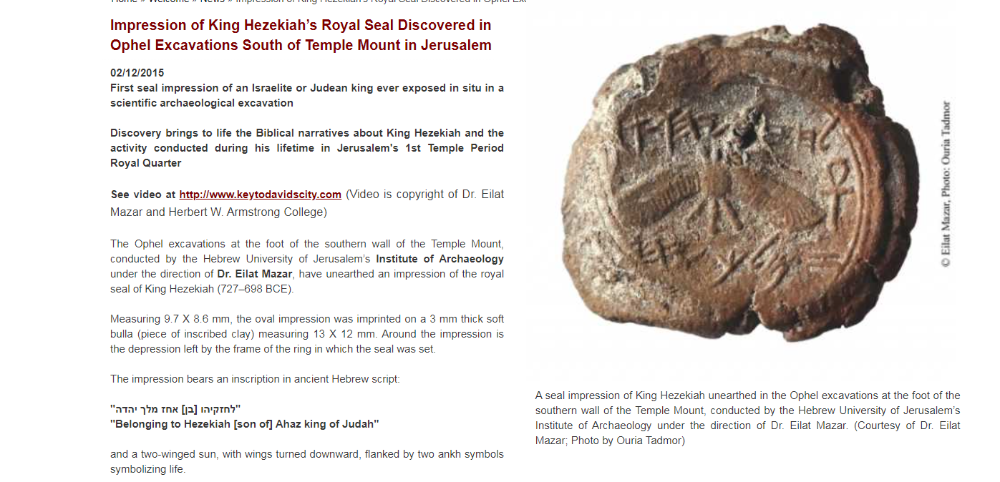 Home » Welcome » News » Impression of King Hezekiah's Royal Seal Discovered in Ophel
Impression of King Hezekiah’s Royal Seal Discovered in
Ophel Excavations South of Temple Mount in Jerusalem
02/12/2015
First seal impression of an Israelite or Judean king ever exposed in situ in a
scientific archaeological excavation
Discovery brings to life the Biblical narratives about King Hezekiah and the
activity conducted during his lifetime in Jerusalem's 1st Temple Period
Royal Quarter
See video at http://www.keytodavidscity.com (Video is copyright of Dr. Eilat
Mazar and Herbert W. Armstrong College)
The Ophel excavations at the foot of the southern wall of the Temple Mount,
conducted by the Hebrew University of Jerusalem’s Institute of Archaeology
under the direction of Dr. Eilat Mazar, have unearthed an impression of the royal
seal of King Hezekiah (727–698 BCE).
Measuring 9.7 X 8.6 mm, the oval impression was imprinted on a 3 mm thick soft
bulla (piece of inscribed clay) measuring 13 X 12 mm. Around the impression is
the depression left by the frame of the ring in which the seal was set.
The impression bears an inscription in ancient Hebrew script:
"לחזקיהו [בן] אחז מלך יהדה"
"Belonging to Hezekiah [son of] Ahaz king of Judah"
and a two-winged sun, with wings turned downward, flanked by two ankh symbols
symbolizing life.
© Eilat Mazar, Photo: Ouria Tadmor
A seal impression of King Hezekiah unearthed in the Ophel excavations at the foot of the
southern wall of the Temple Mount, conducted by the Hebrew University of Jerusalem’s
Institute of Archaeology under the direction of Dr. Eilat Mazar. (Courtesy of Dr. Eilat
Mazar; Photo by Ouria Tadmor)